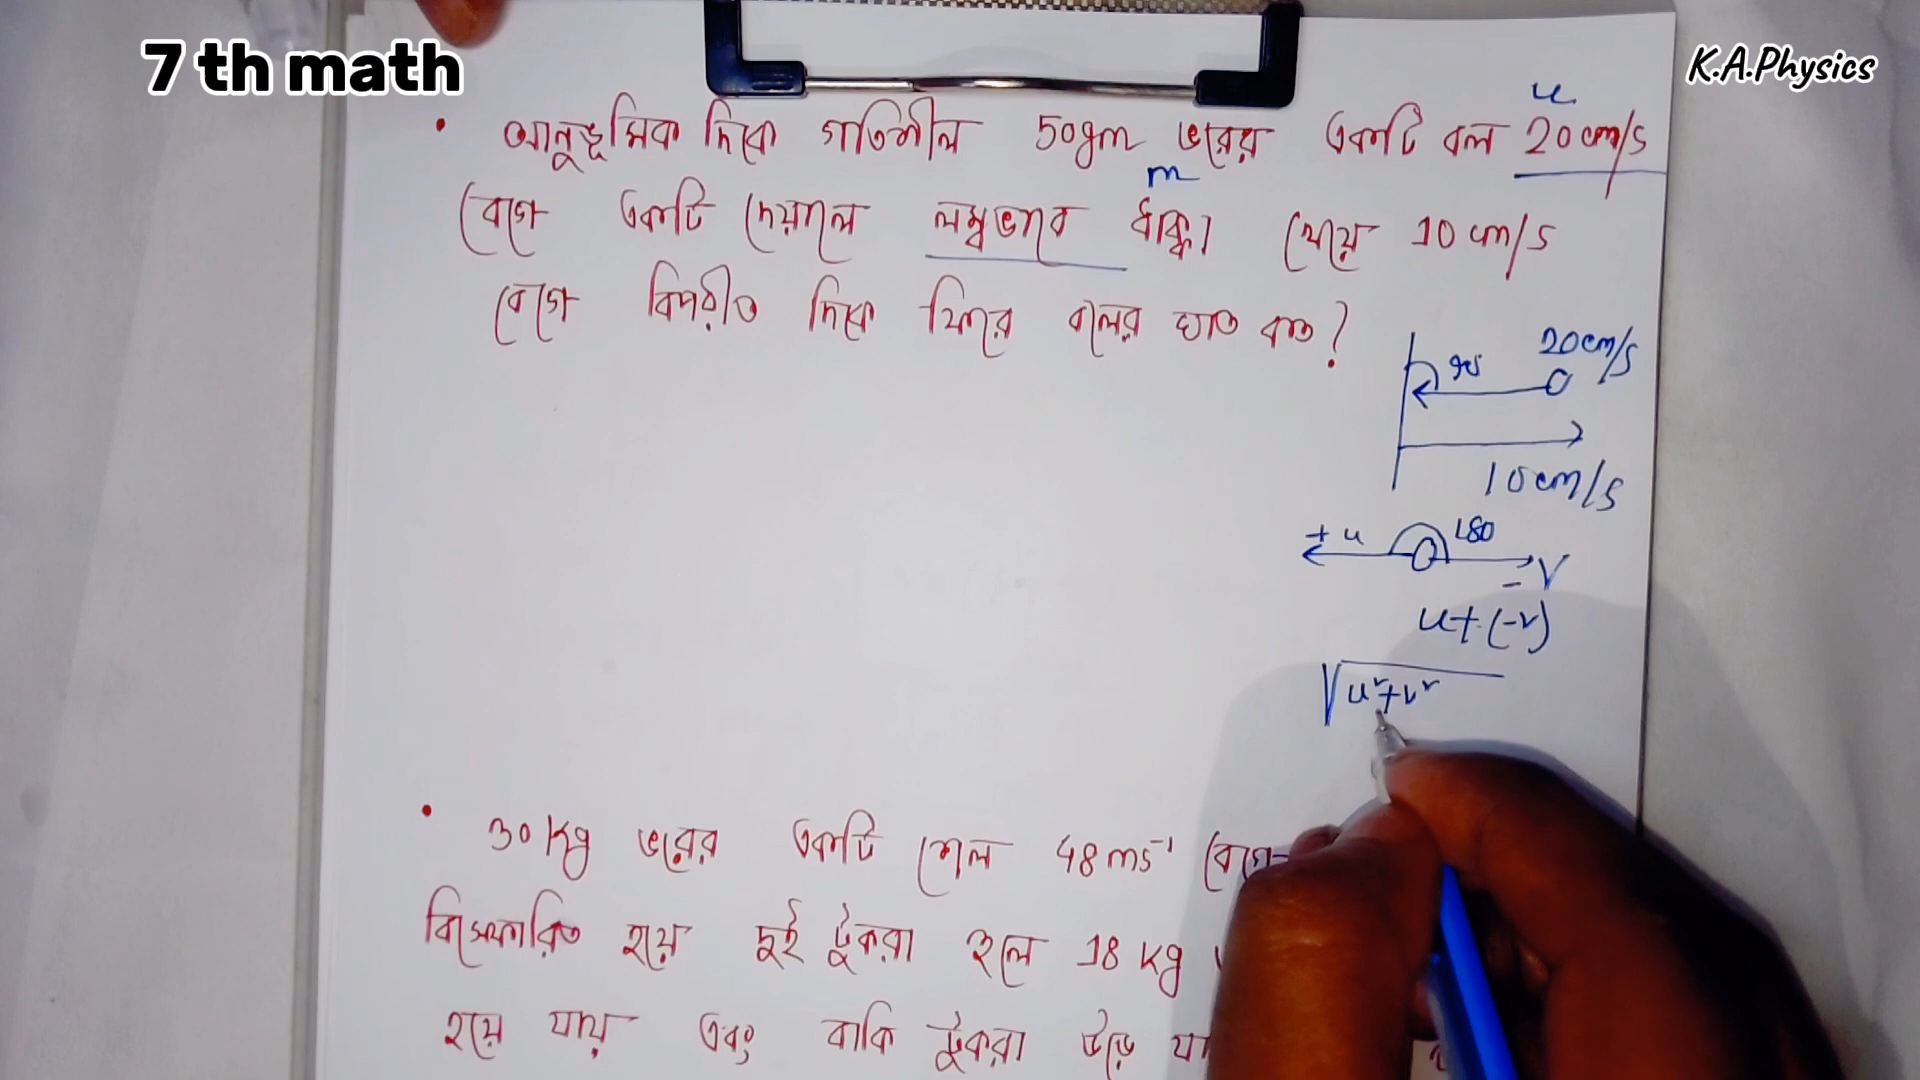 7 th math
K.A.Physics
u
• আনুভূমিক দিকে গতিশীল 50gm ভরের একটি বল 20 cm/s
m
বেগে একটি দেয়ালে লম্বভাবে ধাক্কা খেয়ে 10 cm/s
বেগে বিপরীত দিকে ফিরে বলের ঘাত কত?
20cm/s
10cm/s
+ u 180
- V
u+(-v)
√u²+v²
• 30 Kg ভরের একটি শেল 48 ms⁻¹ বেগে
বিস্ফোরিত হয়ে দুই টুকরা হলে 18 Kg
হয়ে যায় এবং বাকি টুকরা উড়ে